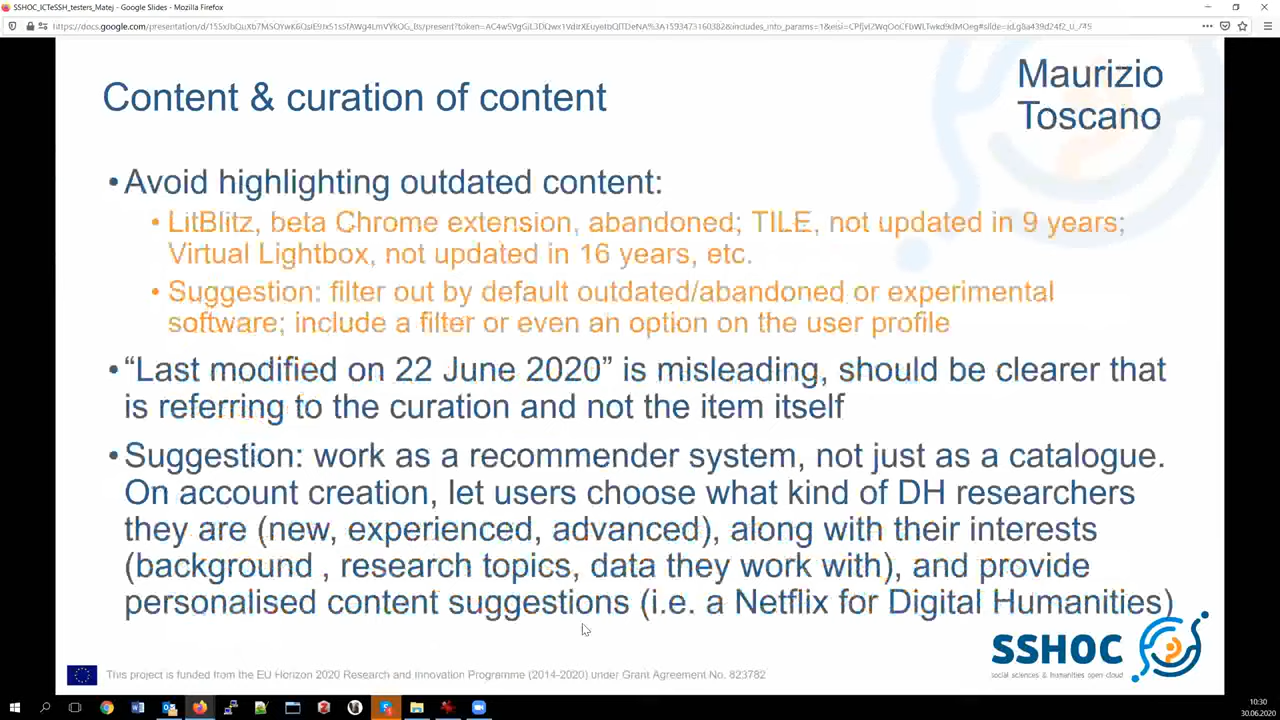 SSHOC_ICTeSSH_testers_Matej - Google Slides - Mozilla Firefox
Content & curation of content
Maurizio
Toscano
•Avoid highlighting outdated content:
• LitBlitz, beta Chrome extension, abandoned; TILE, not updated in 9 years;
Virtual Lightbox, not updated in 16 years, etc.
• Suggestion: filter out by default outdated/abandoned or experimental
software; include a filter or even an option on the user profile
•“Last modified on 22 June 2020” is misleading, should be clearer that
is referring to the curation and not the item itself
•Suggestion: work as a recommender system, not just as a catalogue.
On account creation, let users choose what kind of DH researchers
they are (new, experienced, advanced), along with their interests
(background , research topics, data they work with), and provide
personalised content suggestions (i.e. a Netflix for Digital Humanities)
SSHOC
social sciences & humanities open cloud
This project is funded from the EU Horizon 2020 Research and Innovation Programme (2014-2020) under Grant Agreement No. 823782
10:30
30.06.2020